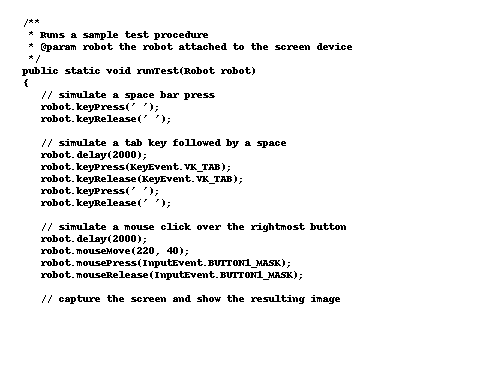 /**
 * Runs a sample test procedure
 * @param robot the robot attached to the screen device
 */
public static void runTest(Robot robot)
{
   // simulate a space bar press
   robot.keyPress(' ');
   robot.keyRelease(' ');

   // simulate a tab key followed by a space
   robot.delay(2000);
   robot.keyPress(KeyEvent.VK_TAB);
   robot.keyRelease(KeyEvent.VK_TAB);
   robot.keyPress(' ');
   robot.keyRelease(' ');

   // simulate a mouse click over the rightmost button
   robot.delay(2000);
   robot.mouseMove(220, 40);
   robot.mousePress(InputEvent.BUTTON1_MASK);
   robot.mouseRelease(InputEvent.BUTTON1_MASK);

   // capture the screen and show the resulting image